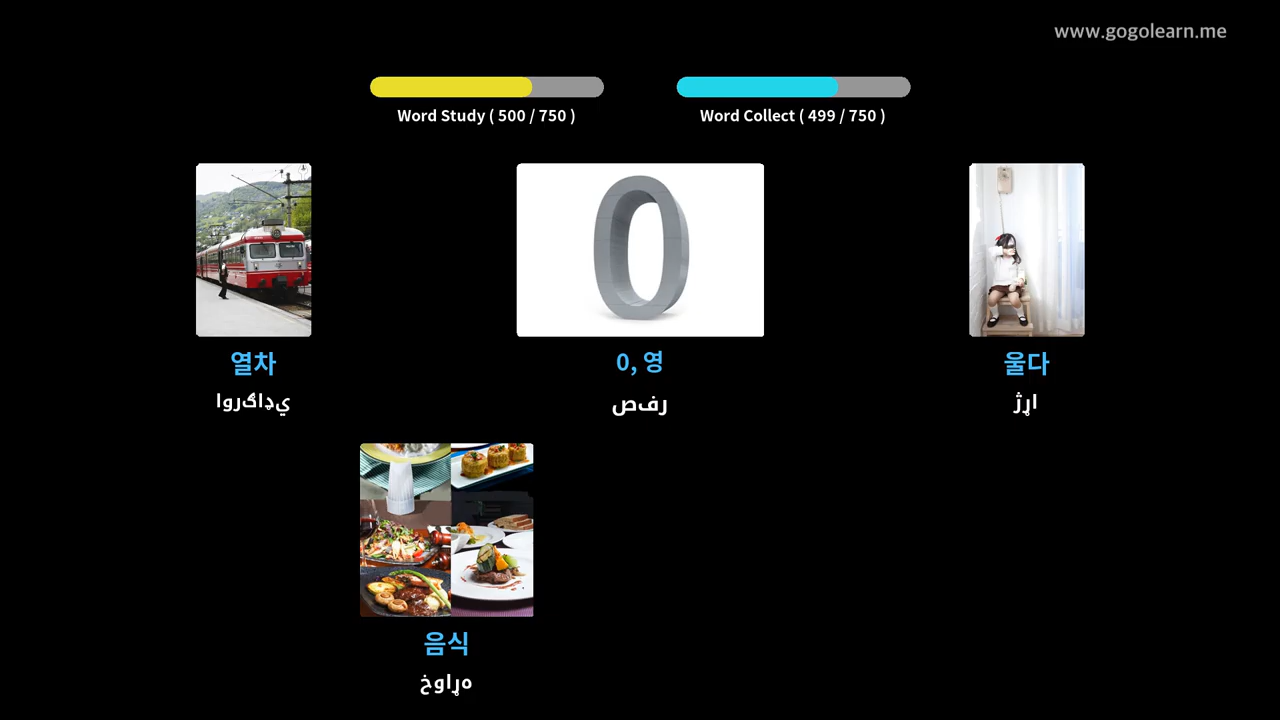 www.gogolearn.me
Word Study ( 500 / 750 )
Word Collect ( 499 / 750 )
열차
0, 영
울다
اورګاډي
صفر
ژړا
음식
خواړه